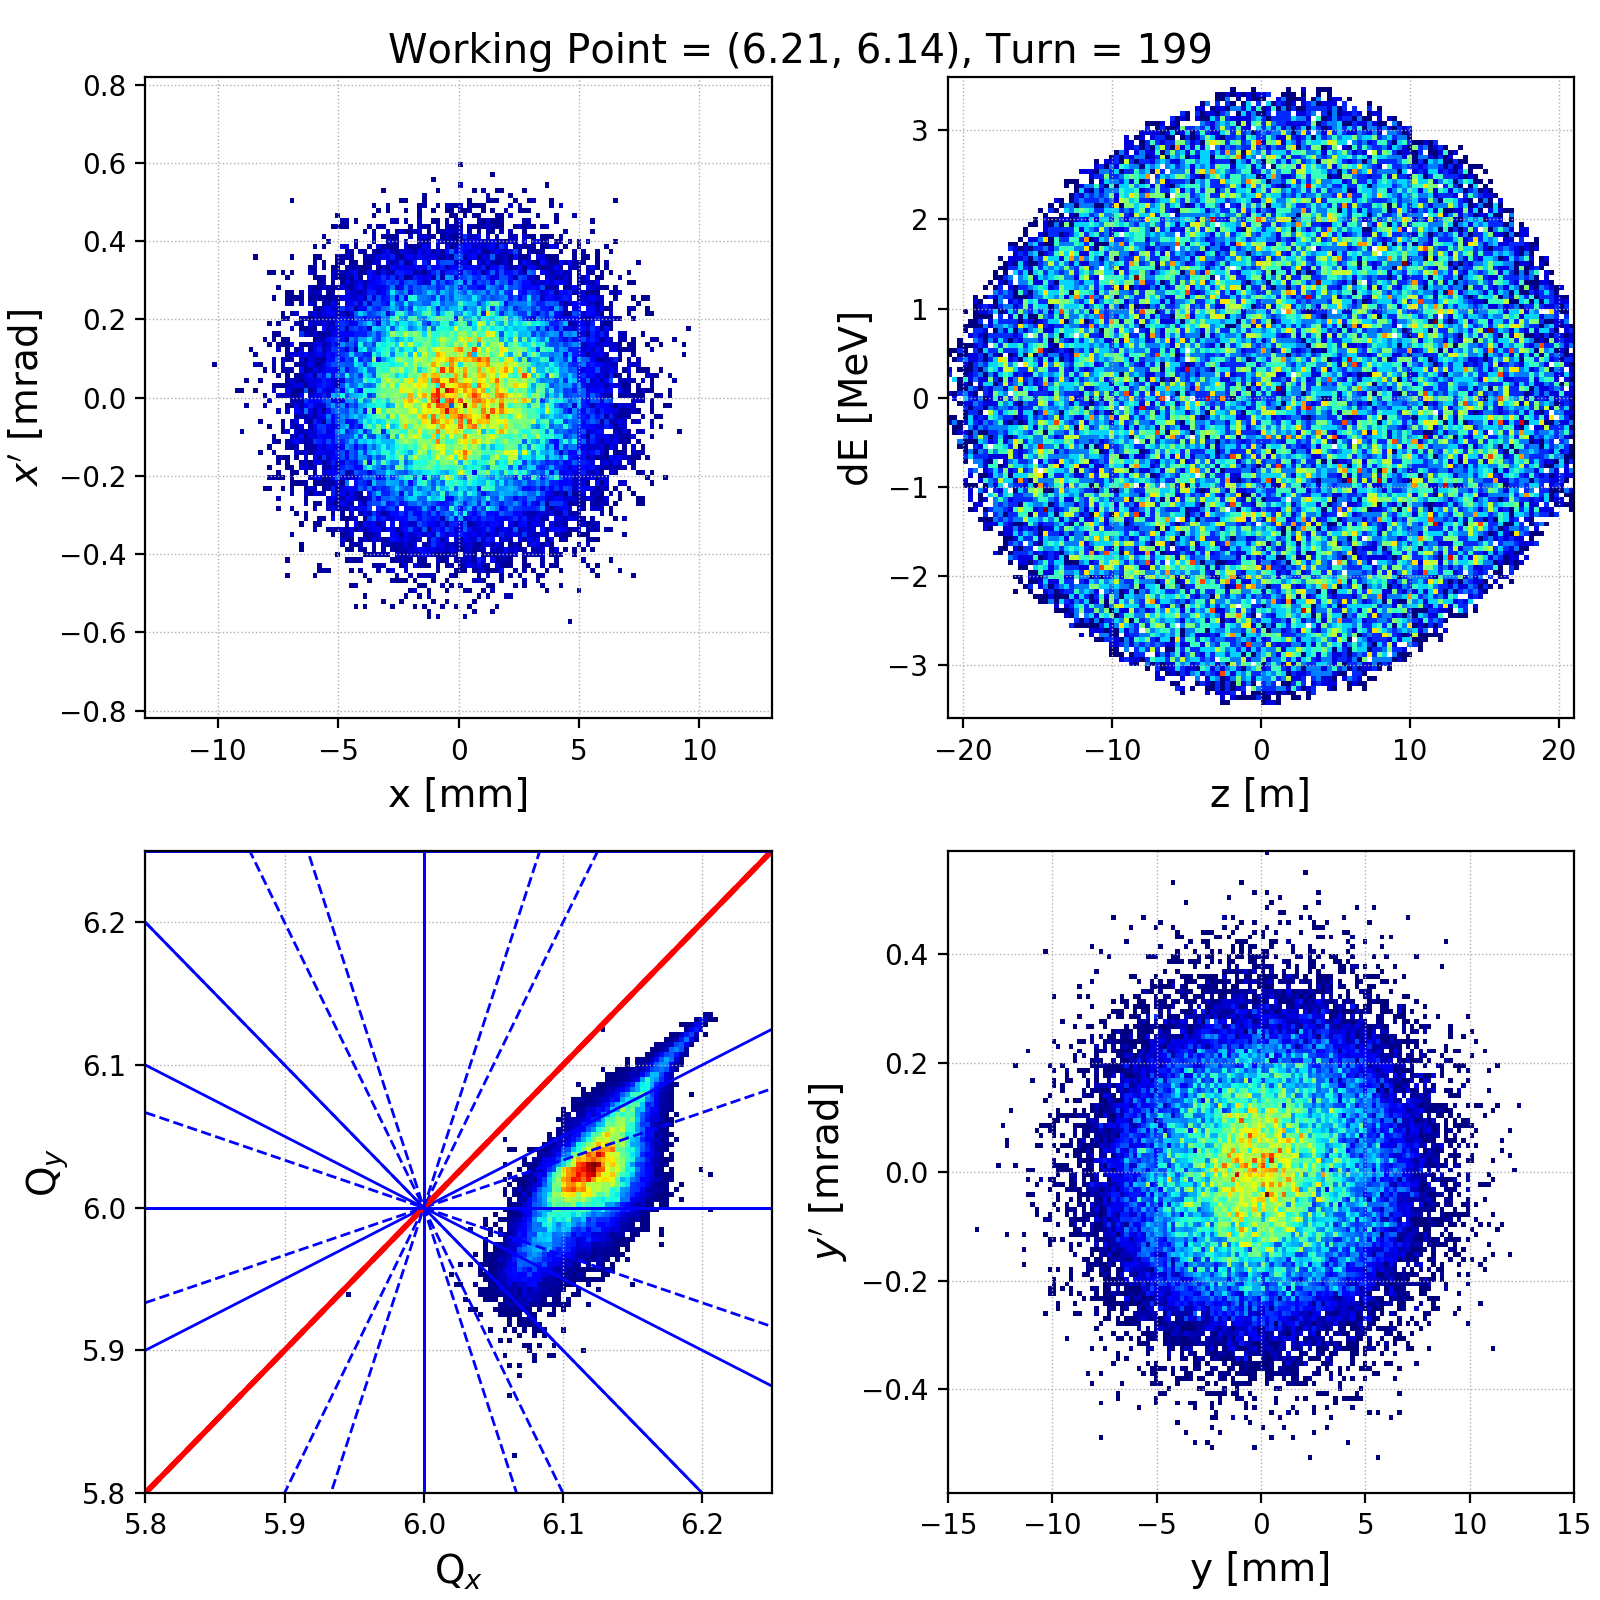 Working Point = (6.21, 6.14), Turn = 199
0.8
0.6
0.4
0.2
0.0
−0.2
−0.4
−0.6
−0.8
x′ [mrad]
−10 −5 0 5 10
x [mm]
3
2
1
0
−1
−2
−3
dE [MeV]
−20 −10 0 10 20
z [m]
6.2
6.1
6.0
5.9
5.8
Qy
5.8 5.9 6.0 6.1 6.2
Qx
0.4
0.2
0.0
−0.2
−0.4
y′ [mrad]
−15 −10 −5 0 5 10 15
y [mm]